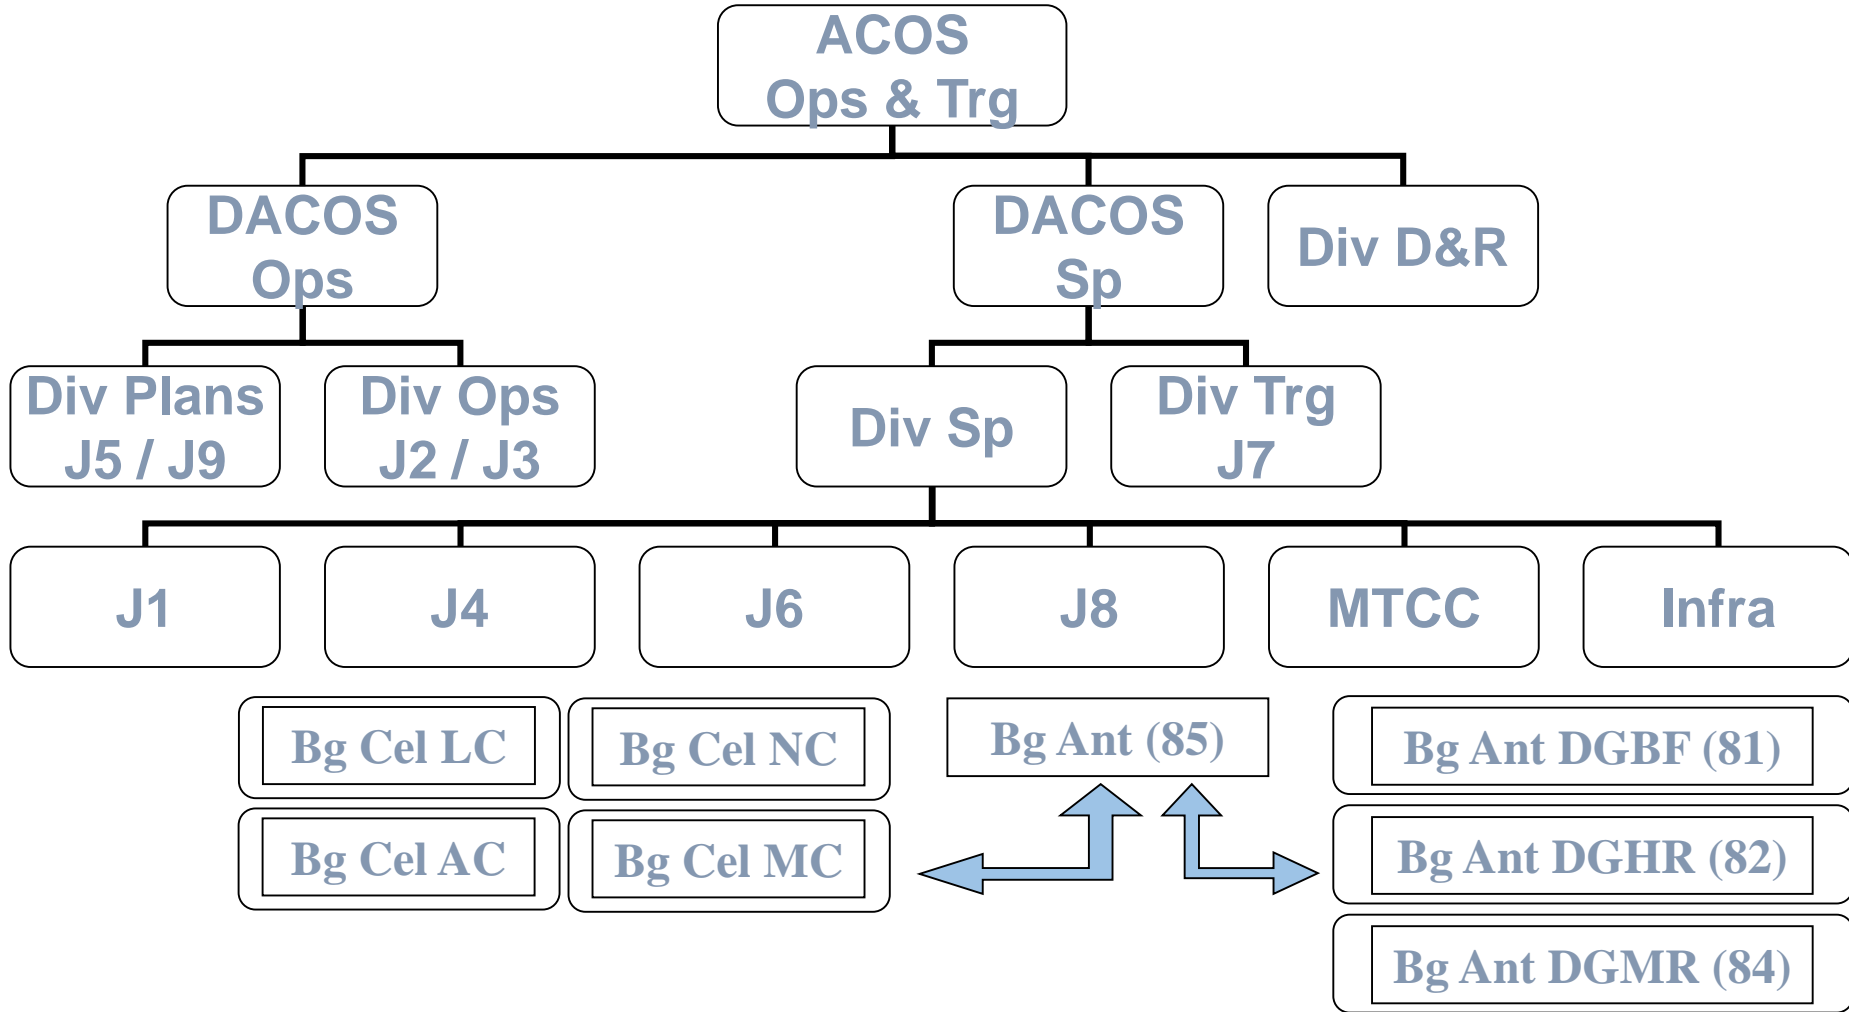 ACOS
Ops & Trg
DACOS
Ops
DACOS
Sp
Div D&R
Div Plans
J5 / J9
Div Ops
J2 / J3
Div Sp
Div Trg
J7
J1
J4
J6
J8
MTCC
Infra
Bg Cel LC
Bg Cel NC
Bg Ant (85)
Bg Ant DGBF (81)
Bg Cel AC
Bg Cel MC
Bg Ant DGHR (82)
Bg Ant DGMR (84)